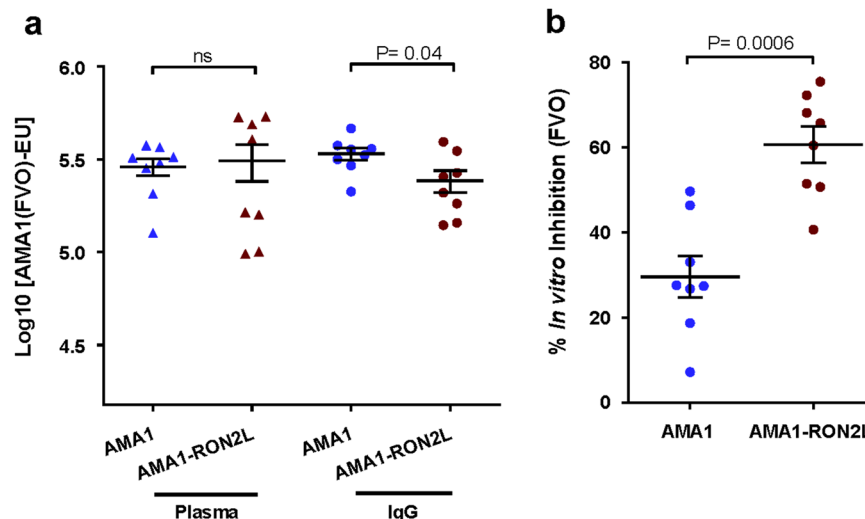 a
Log10 [AMA1(FVO)-EU]
6.0
5.5
5.0
4.5
ns
P= 0.04
AMA1
AMA1-RON2L
AMA1
AMA1-RON2L
Plasma
IgG
b
% In vitro Inhibition (FVO)
80
60
40
20
0
P= 0.0006
AMA1
AMA1-RON2L